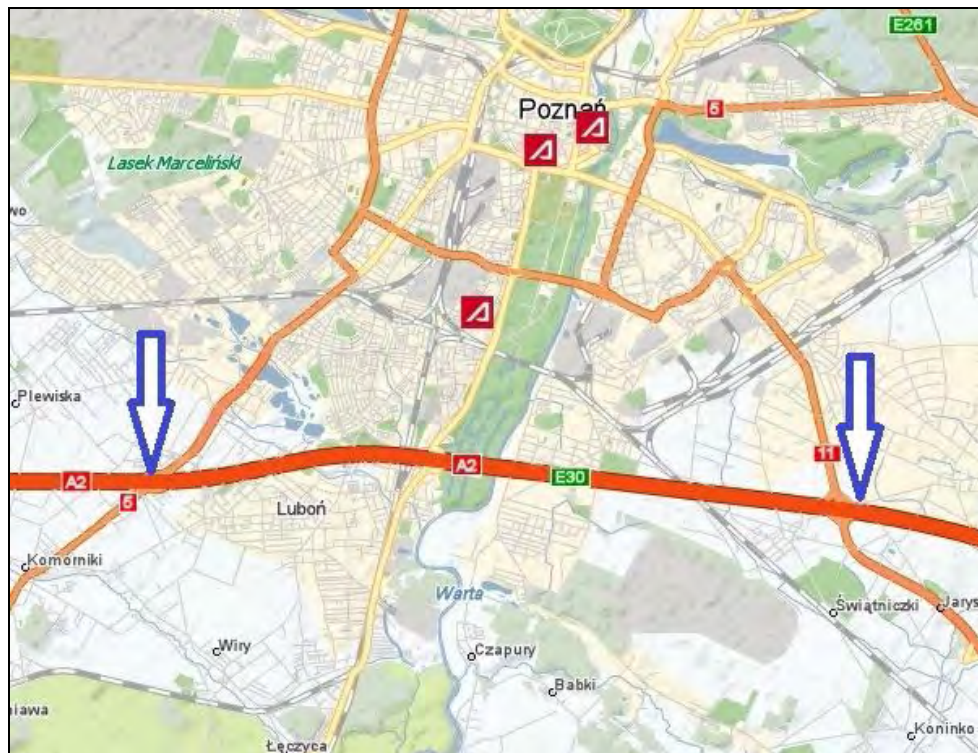 E261
Poznań
5
Lasek Marceliński
wo
Plewiska
11
A2
A2
E30
5
Luboń
Komorniki
Warta
Świątniczki
Jarys
Wiry
Czapury
Babki
niawa
Koninko
Łęczyca